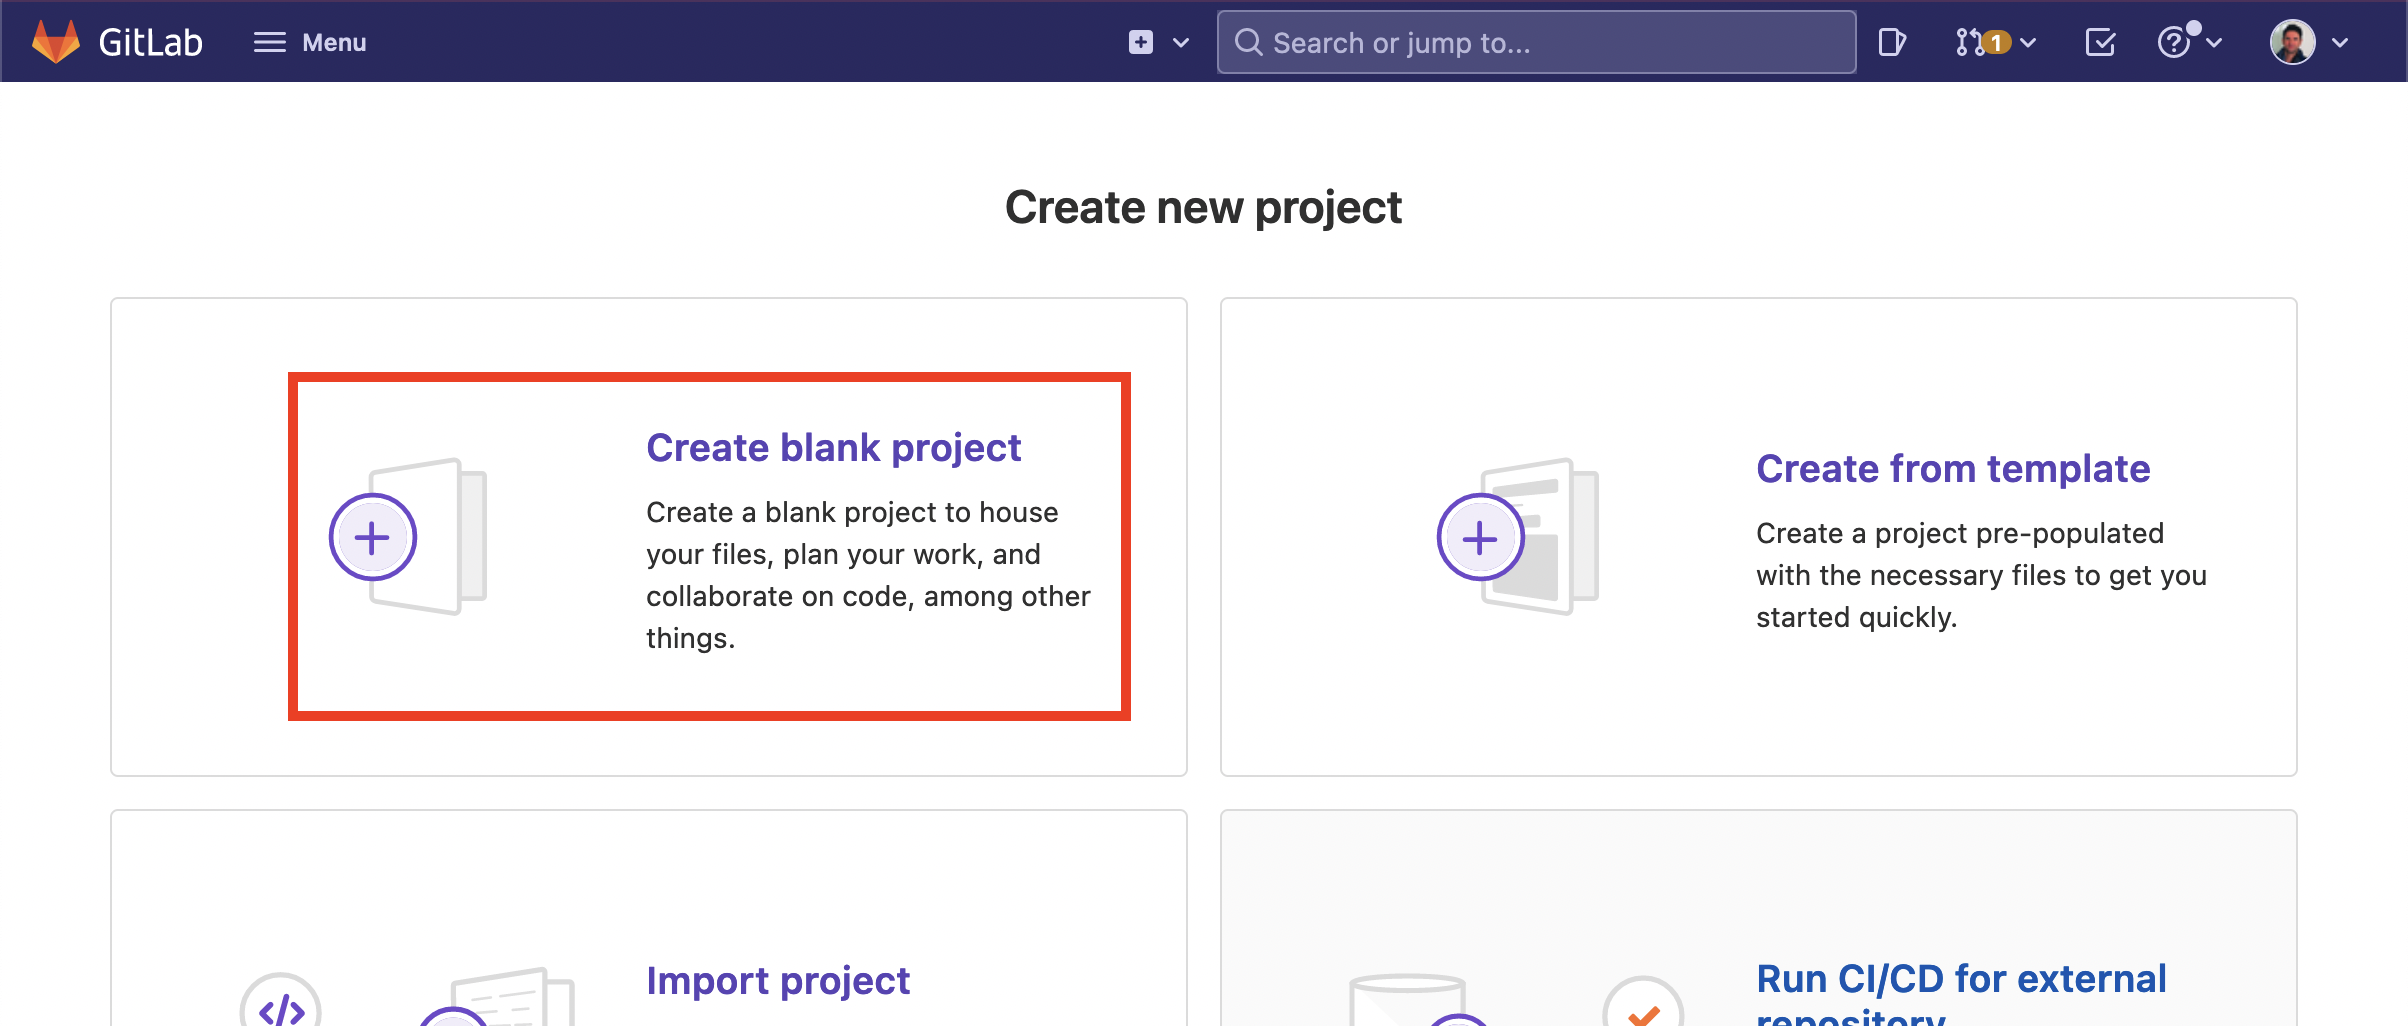 GitLab
Menu
Search or jump to...
1
Create new project
Create blank project
Create a blank project to house
your files, plan your work, and
collaborate on code, among other
things.
Create from template
Create a project pre-populated
with the necessary files to get you
started quickly.
Import project
Run CI/CD for external
repository